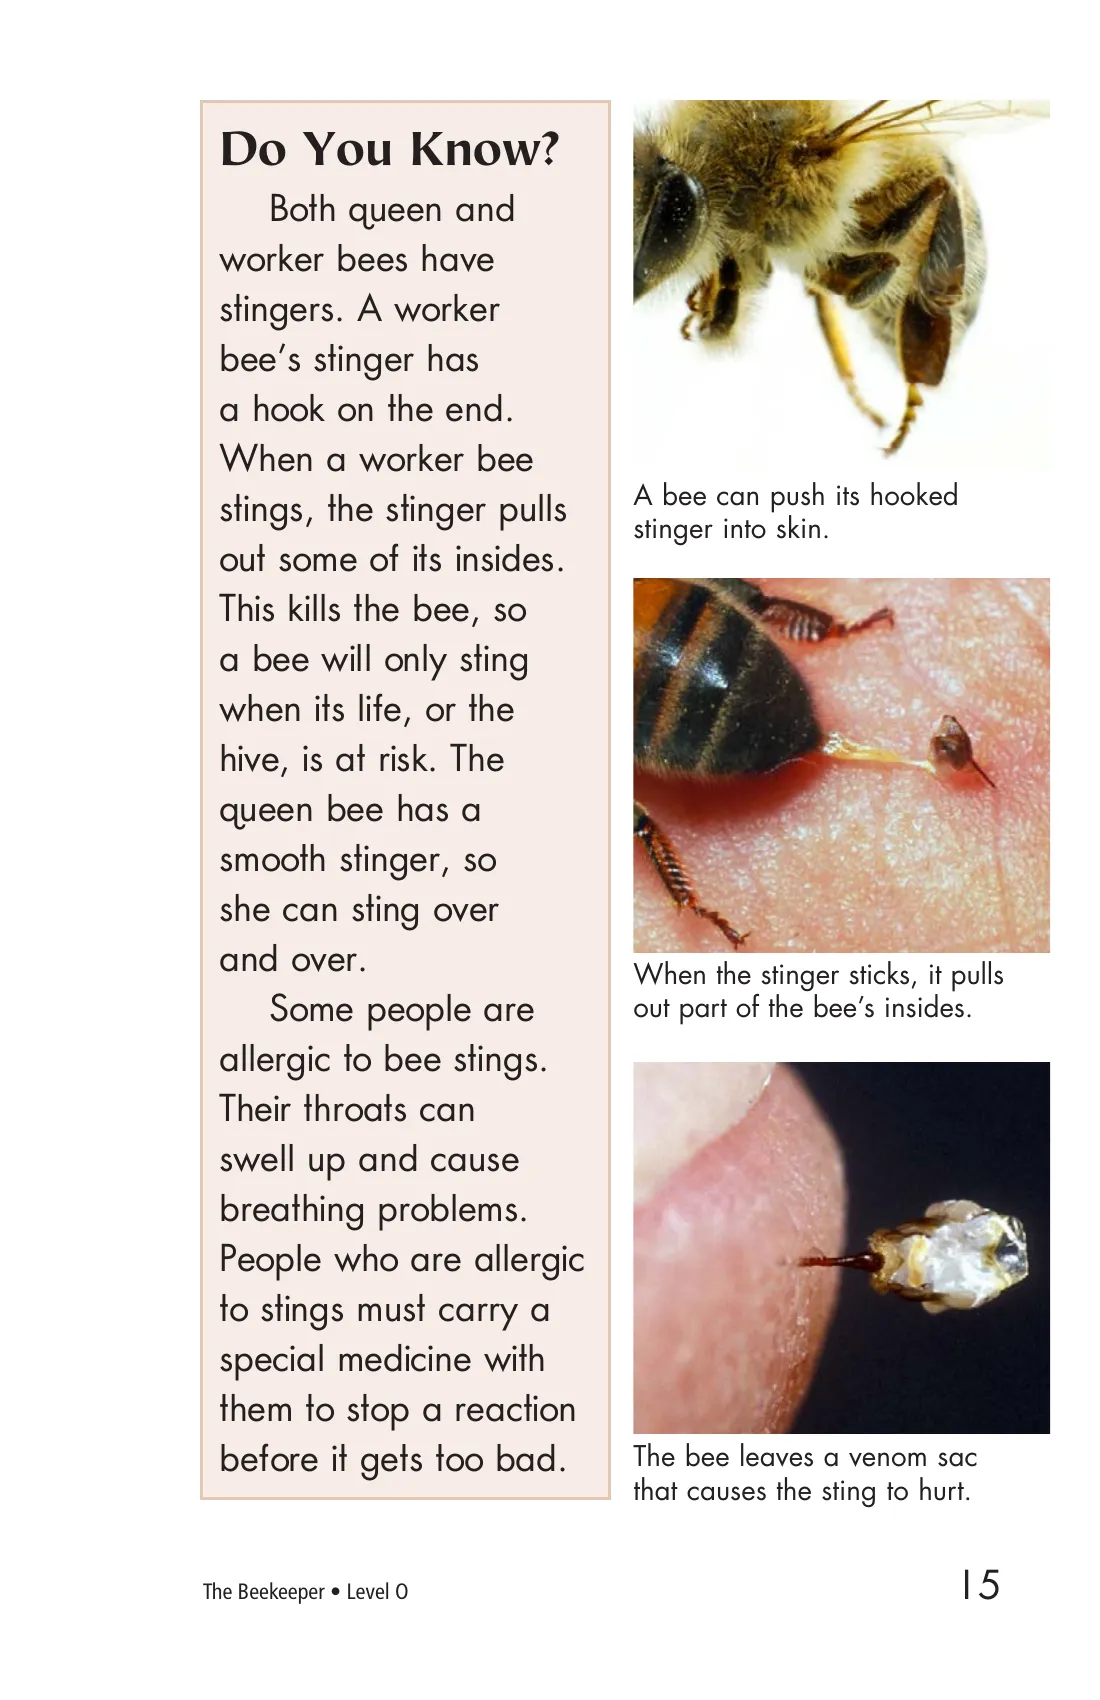 Do You Know?
Both queen and
worker bees have
stingers. A worker
bee’s stinger has
a hook on the end.
When a worker bee
stings, the stinger pulls
out some of its insides.
This kills the bee, so
a bee will only sting
when its life, or the
hive, is at risk. The
queen bee has a
smooth stinger, so
she can sting over
and over.
Some people are
allergic to bee stings.
Their throats can
swell up and cause
breathing problems.
People who are allergic
to stings must carry a
special medicine with
them to stop a reaction
before it gets too bad.
A bee can push its hooked
stinger into skin.
When the stinger sticks, it pulls
out part of the bee’s insides.
The bee leaves a venom sac
that causes the sting to hurt.
The Beekeeper • Level O
15